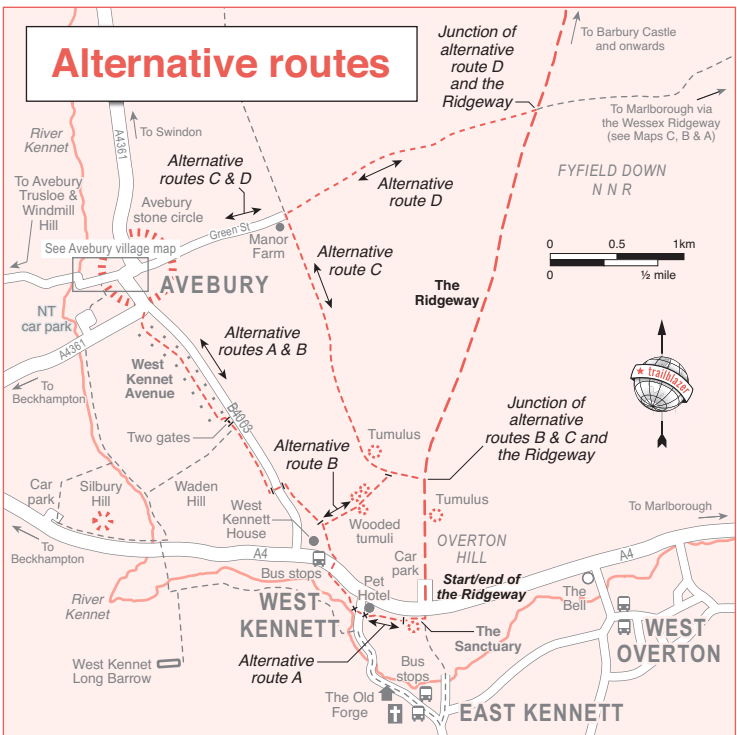 Alternative routes
Junction of
alternative
route D
and the
Ridgeway
To Barbury Castle
and onwards
To Marlborough via
the Wessex Ridgeway
(see Maps C, B & A)
River
Kennet
A4361
To Swindon
Alternative
routes C & D
FYFIELD DOWN
NNR
To Avebury
Trusloe &
Windmill
Hill
Avebury
stone circle
Alternative
route D
Green St
Manor
Farm
See Avebury village map
AVEBURY
Alternative
route C
The
Ridgeway
0 0.5 1km
0 ½ mile
NT
car park
A4361
Alternative
routes A & B
West
Kennet
Avenue
trailblazer
To
Beckhampton
B4003
Junction of
alternative
routes B & C and
the Ridgeway
Two gates
Tumulus
Alternative
route B
Car
park
Silbury
Hill
Waden
Hill
West
Kennett
House
Wooded
tumuli
Tumulus
To Marlborough
OVERTON
HILL
To
Beckhampton
A4
Bus stops
Car
park
A4
Pet
Hotel
Start/end of
the Ridgeway
The
Bell
River
Kennet
WEST
KENNETT
The
Sanctuary
WEST
OVERTON
West Kennet
Long Barrow
Alternative
route A
Bus
stops
The Old
Forge
EAST KENNETT